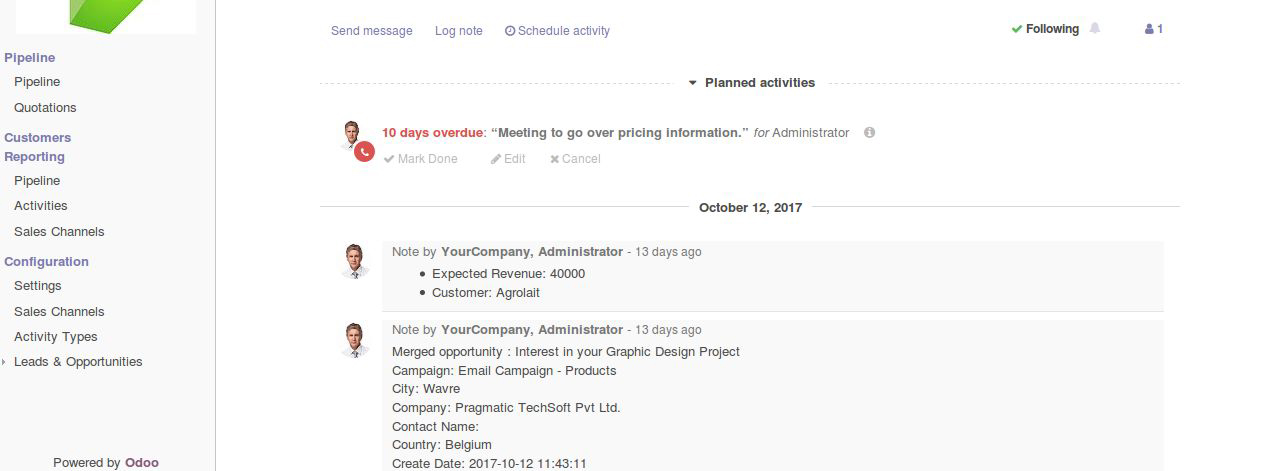 Send message Log note Schedule activity Following 1
Pipeline
Pipeline
Quotations
Customers
Reporting
Pipeline
Activities
Sales Channels
Configuration
Settings
Sales Channels
Activity Types
Leads & Opportunities
Powered by Odoo
Planned activities
10 days overdue: “Meeting to go over pricing information.” for Administrator
Mark Done Edit Cancel
October 12, 2017
Note by YourCompany, Administrator - 13 days ago
Expected Revenue: 40000
Customer: Agrolait
Note by YourCompany, Administrator - 13 days ago
Merged opportunity : Interest in your Graphic Design Project
Campaign: Email Campaign - Products
City: Wavre
Company: Pragmatic TechSoft Pvt Ltd.
Contact Name:
Country: Belgium
Create Date: 2017-10-12 11:43:11